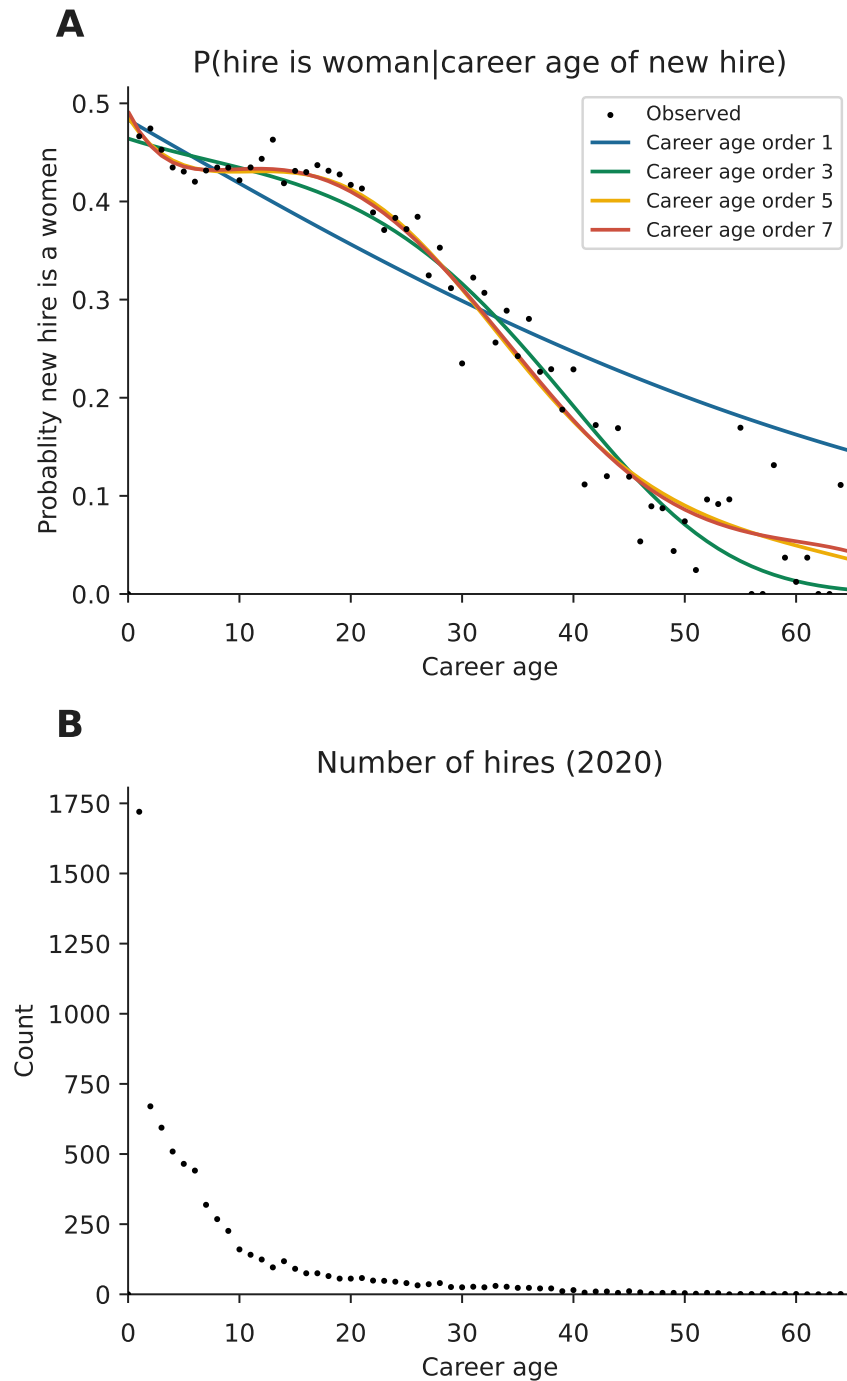 A
P(hire is woman|career age of new hire)
Probablity new hire is a women
0.5
0.4
0.3
0.2
0.1
0.0
Observed
Career age order 1
Career age order 3
Career age order 5
Career age order 7
0 10 20 30 40 50 60
Career age
B
Number of hires (2020)
Count
1750
1500
1250
1000
750
500
250
0
0 10 20 30 40 50 60
Career age